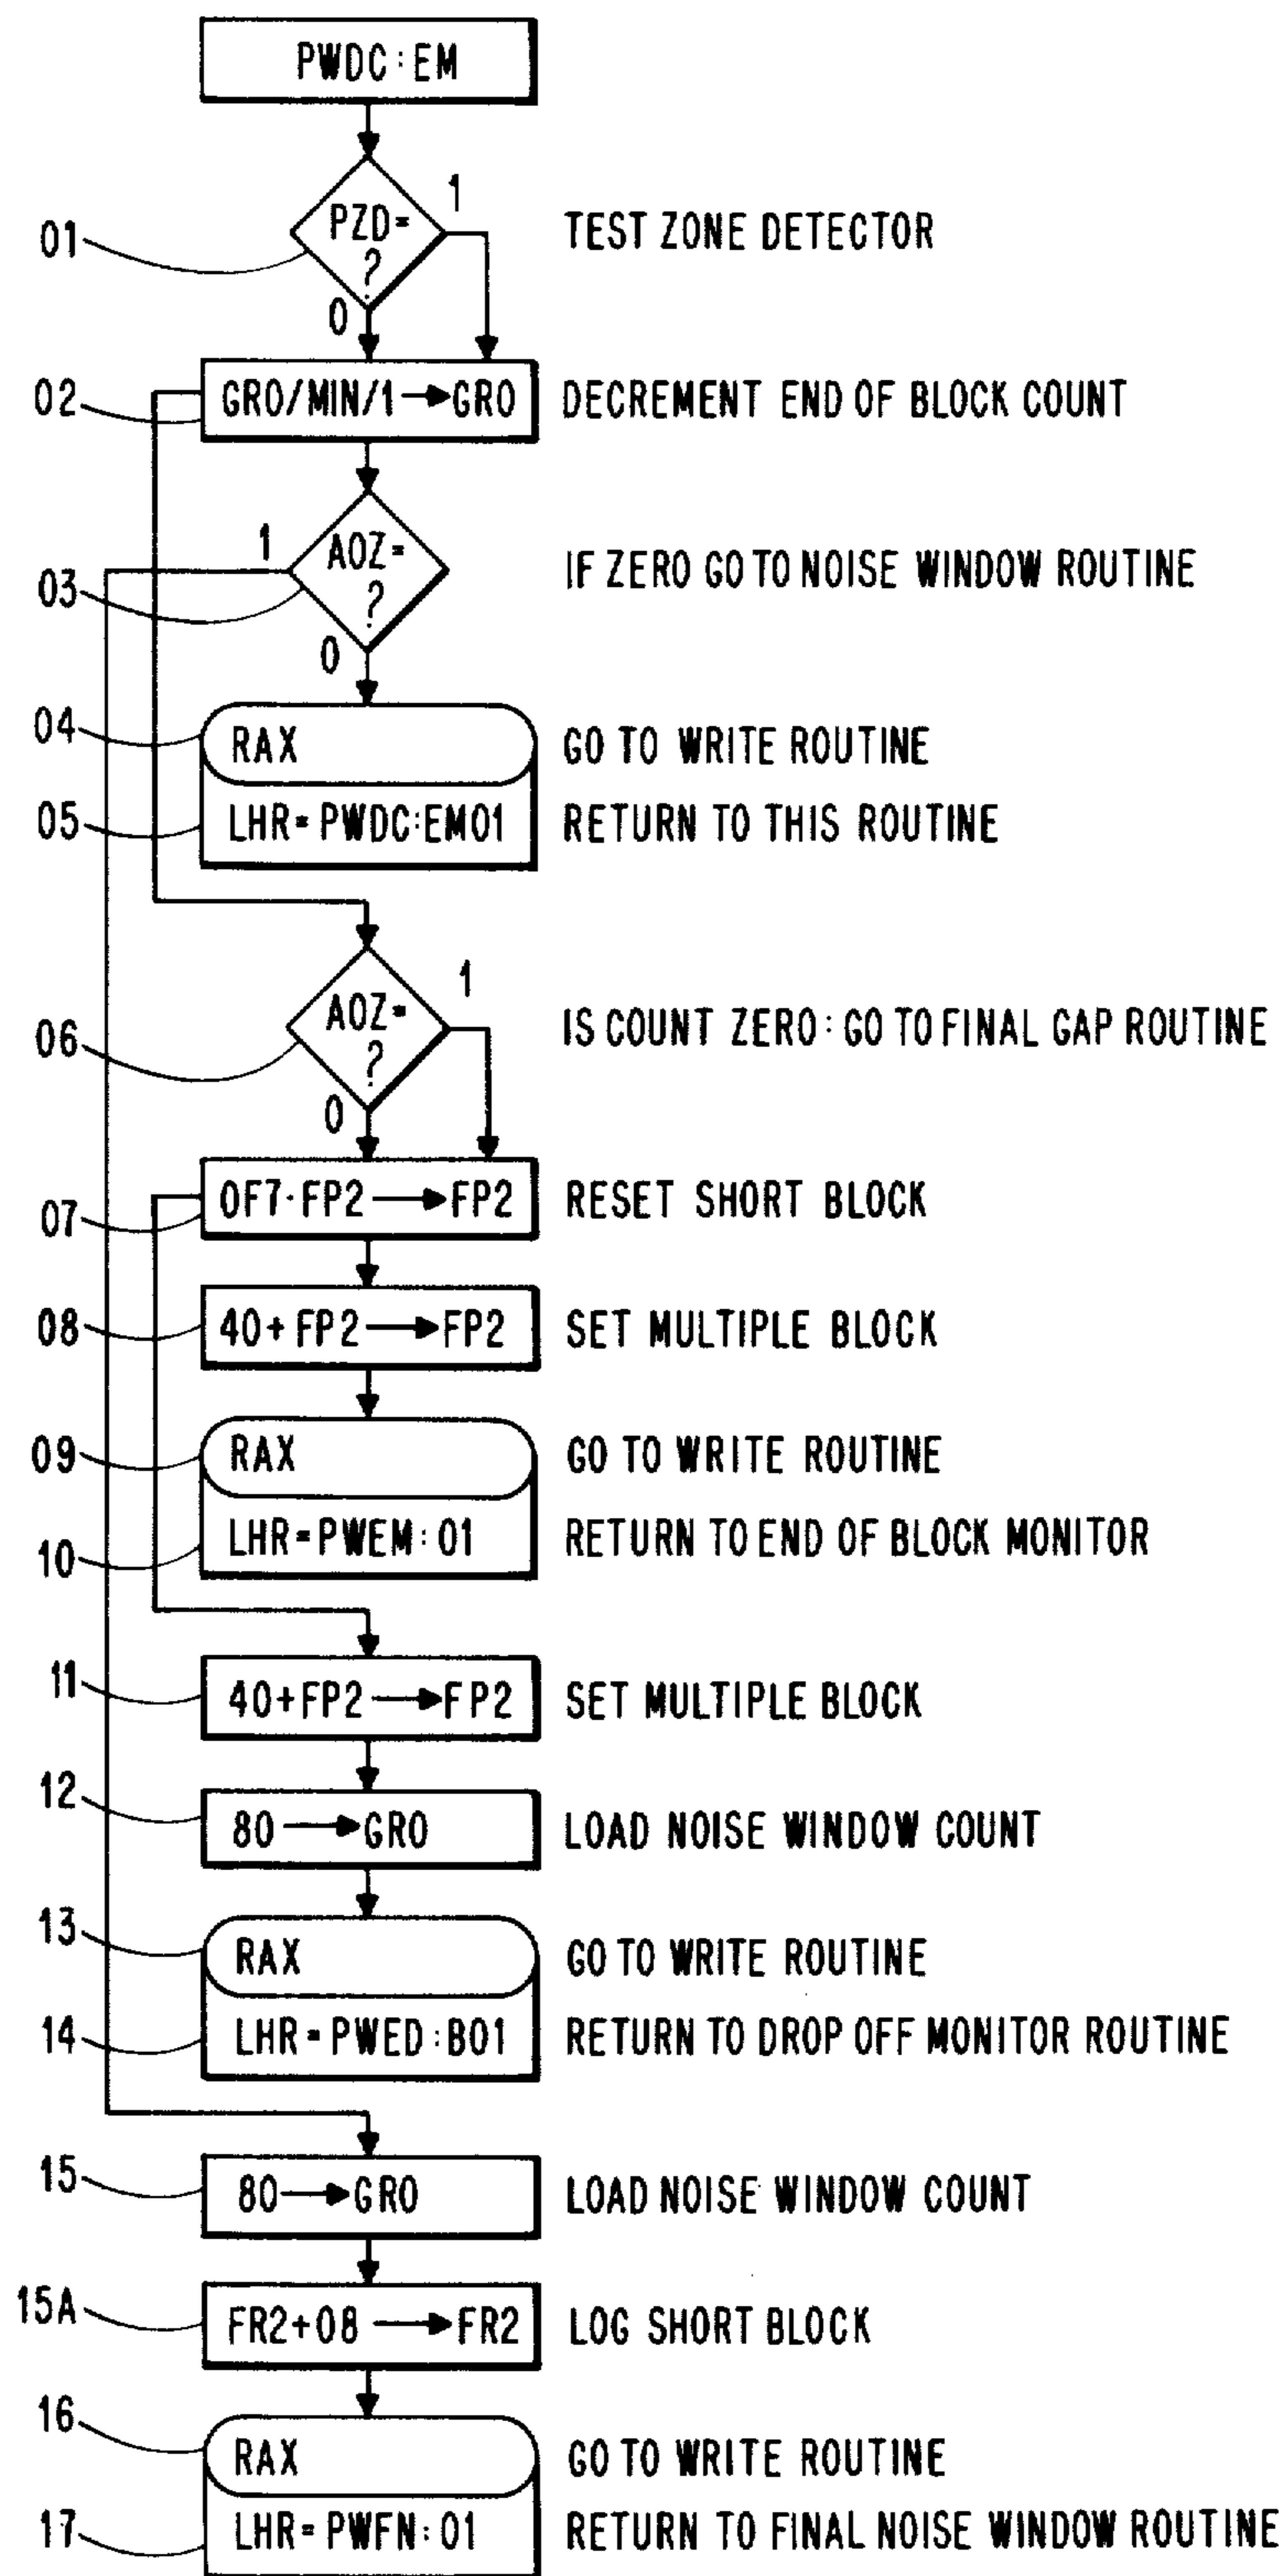 PWDC:EM
01 PZD= ? 1 0 TEST ZONE DETECTOR
02 GRO/MIN/1→GRO DECREMENT END OF BLOCK COUNT
03 1 AOZ= ? 0 IF ZERO GO TO NOISE WINDOW ROUTINE
04 RAX GO TO WRITE ROUTINE
05 LHR=PWDC:EM01 RETURN TO THIS ROUTINE
06 AOZ= ? 1 0 IS COUNT ZERO: GO TO FINAL GAP ROUTINE
07 0F7·FP2→FP2 RESET SHORT BLOCK
08 40+FP2→FP2 SET MULTIPLE BLOCK
09 RAX GO TO WRITE ROUTINE
10 LHR=PWEM:01 RETURN TO END OF BLOCK MONITOR
11 40+FP2→FP2 SET MULTIPLE BLOCK
12 80→GRO LOAD NOISE WINDOW COUNT
13 RAX GO TO WRITE ROUTINE
14 LHR=PWED:B01 RETURN TO DROP OFF MONITOR ROUTINE
15 80→GRO LOAD NOISE WINDOW COUNT
15A FR2+08→FR2 LOG SHORT BLOCK
16 RAX GO TO WRITE ROUTINE
17 LHR=PWFN:01 RETURN TO FINAL NOISE WINDOW ROUTINE